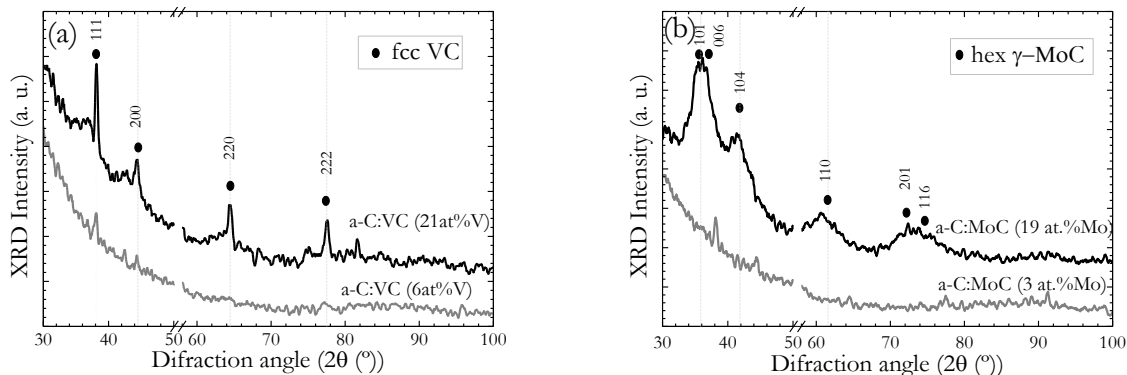 (a)
fcc VC
111
200
220
222
a-C:VC (21at%V)
a-C:VC (6at%V)
XRD Intensity (a. u.)
30 40 50 60 70 80 90 100
Difraction angle (2θ (º))
(b)
hex γ–MoC
101
006
104
110
201
116
a-C:MoC (19 at.%Mo)
a-C:MoC (3 at.%Mo)
XRD Intensity (a. u.)
30 40 50 60 70 80 90 100
Difraction angle (2θ (º))